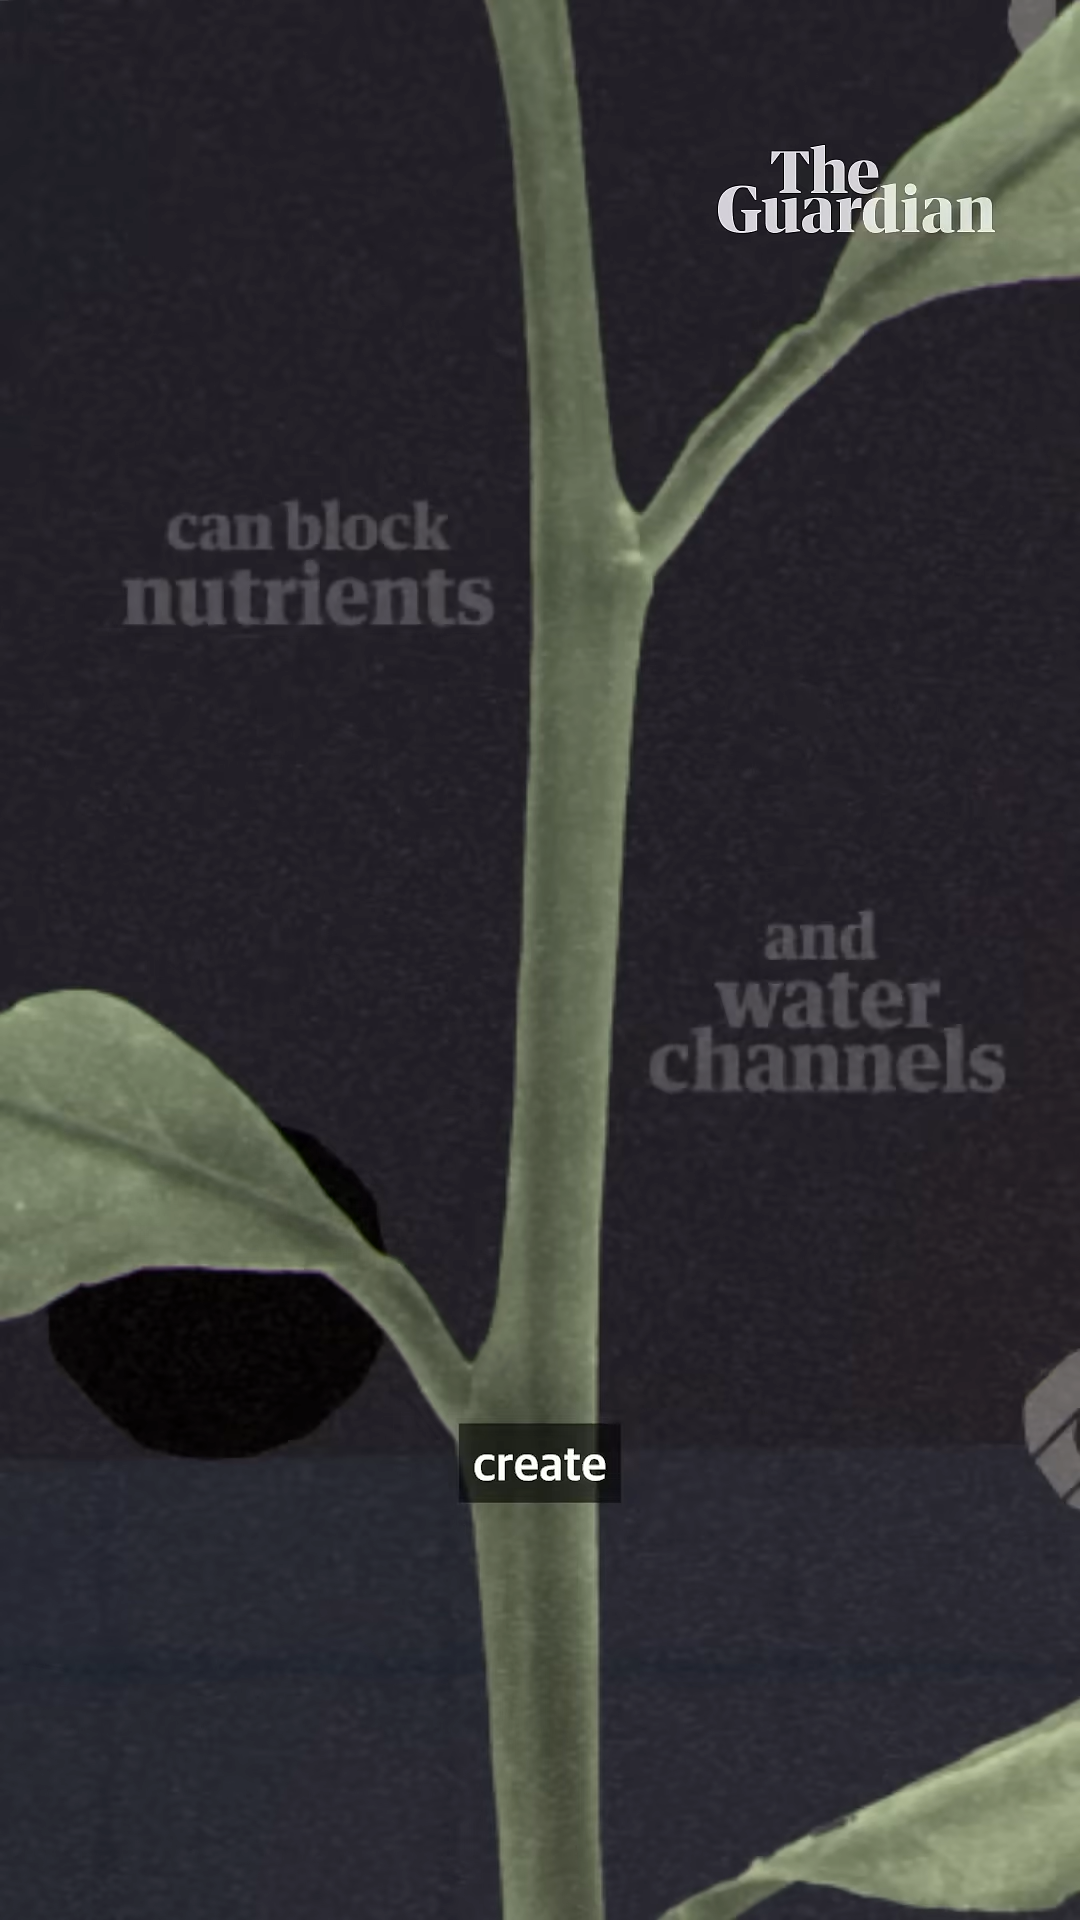 The
Guardian
can block
nutrients
and
water
channels
create